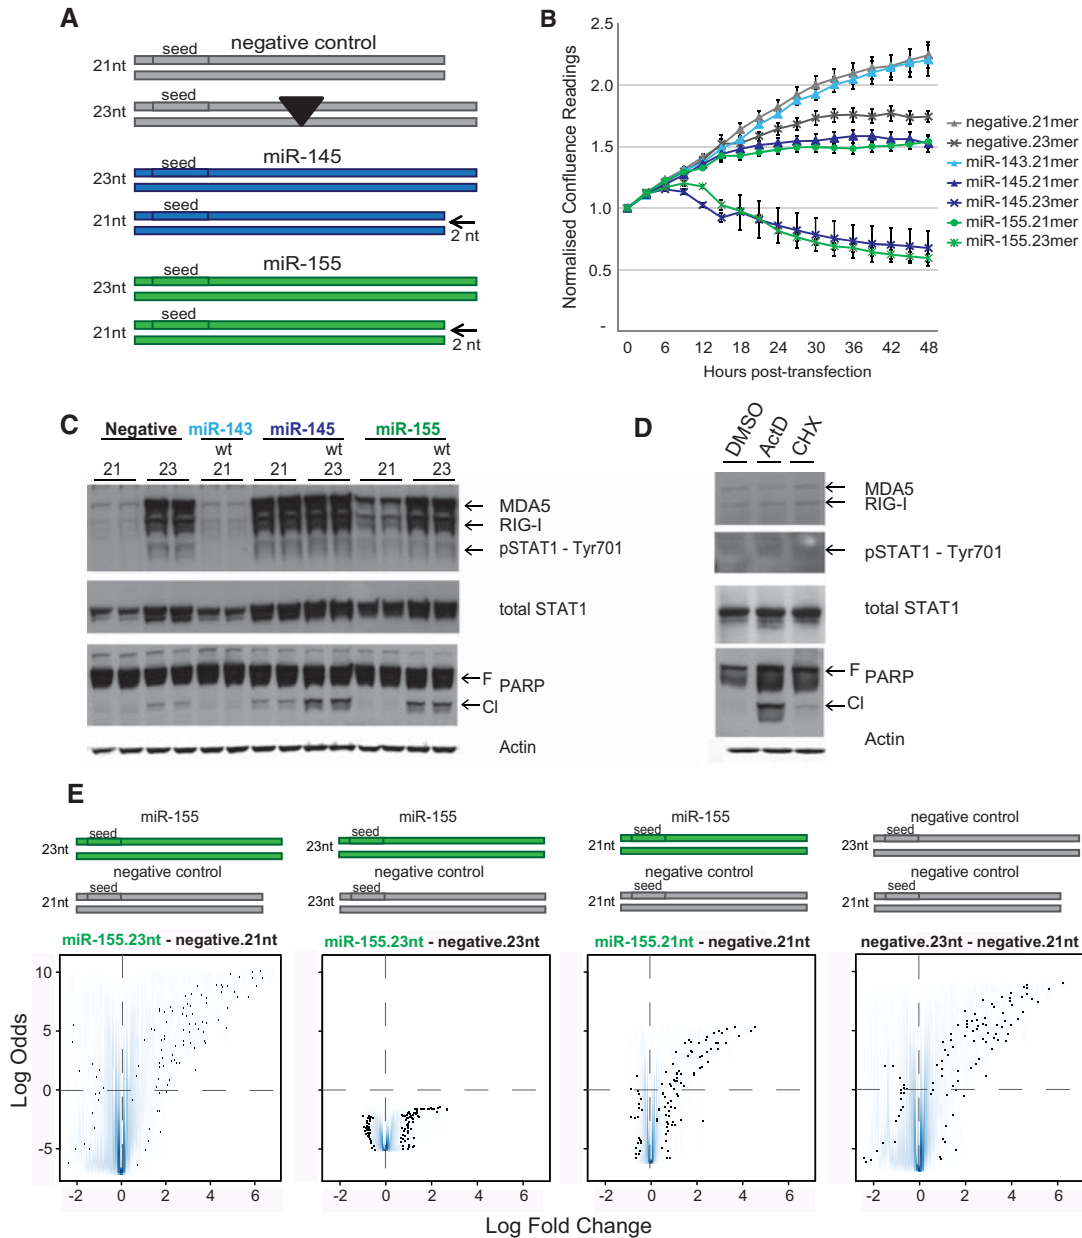 A
negative control
seed
21nt
seed
23nt
miR-145
seed
23nt
seed
21nt
2 nt
miR-155
seed
23nt
seed
21nt
2 nt
B
Normalised Confluence Readings
2.5
2.0
1.5
1.0
0.5
-
0 6 12 18 24 30 36 42 48
Hours post-transfection
negative.21mer
negative.23mer
miR-143.21mer
miR-145.21mer
miR-145.23mer
miR-155.21mer
miR-155.23mer
C
Negative miR-143 miR-145 miR-155
wt wt wt
21 23 21 21 23 21 23
MDA5
RIG-I
pSTAT1 - Tyr701
total STAT1
F PARP
Cl
Actin
D
DMSO ActD CHX
MDA5
RIG-I
pSTAT1 - Tyr701
total STAT1
F PARP
Cl
Actin
E
miR-155
seed
23nt
negative control
seed
21nt
miR-155.23nt - negative.21nt
miR-155
seed
23nt
negative control
seed
23nt
miR-155.23nt - negative.23nt
miR-155
seed
21nt
negative control
seed
21nt
miR-155.21nt - negative.21nt
negative control
seed
23nt
negative control
seed
21nt
negative.23nt - negative.21nt
Log Odds
10
5
0
-5
-2 0 2 4 6
-2 0 2 4 6
-2 0 2 4 6
-2 0 2 4 6
Log Fold Change